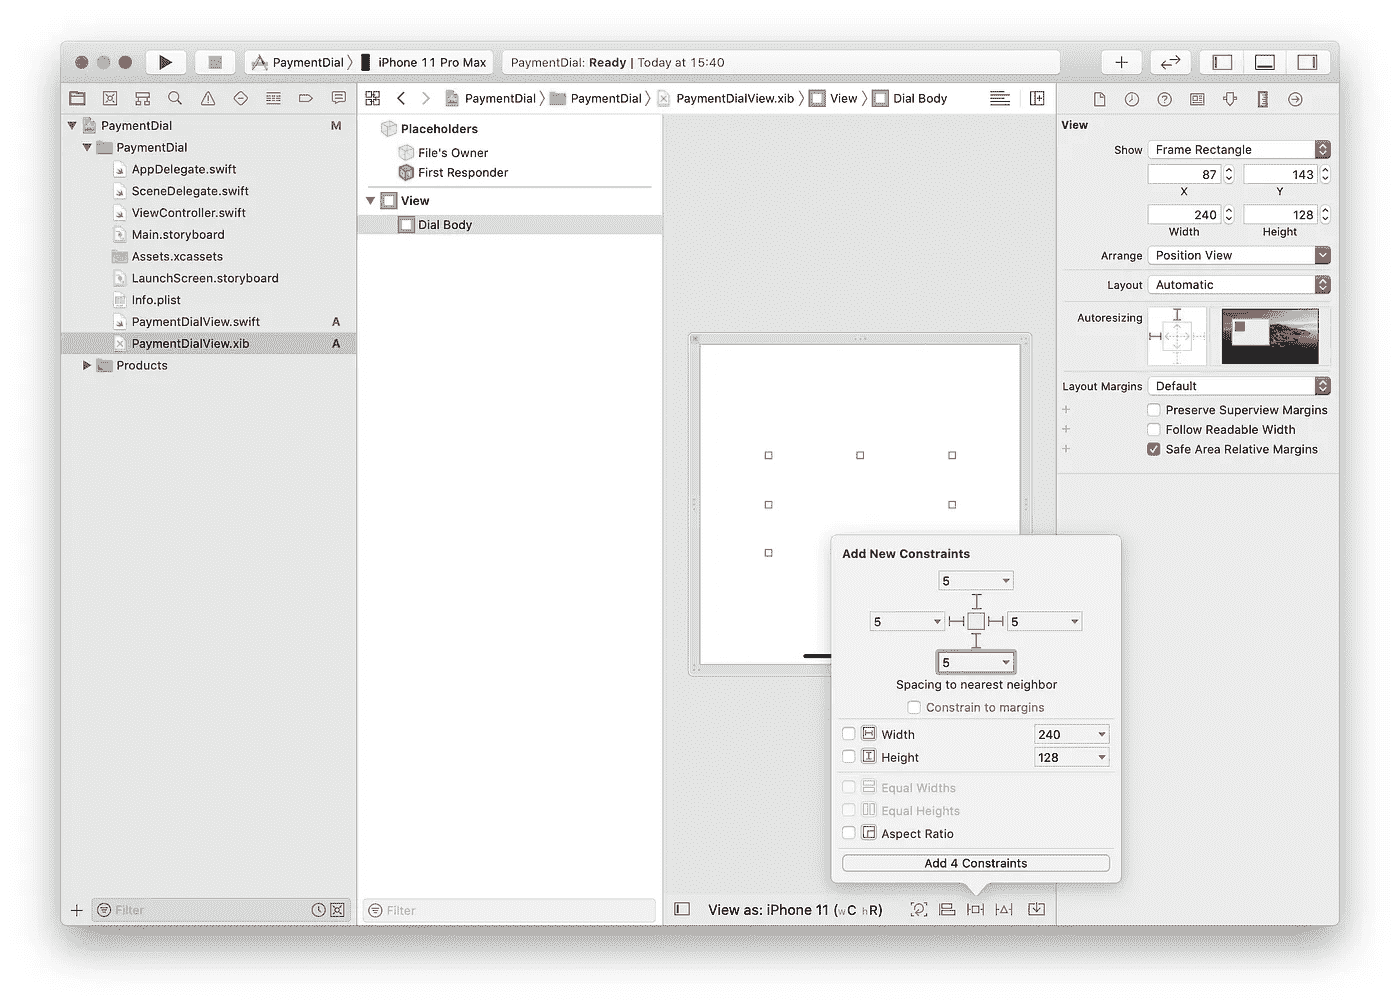 PaymentDial 〉 iPhone 11 Pro Max
PaymentDial: Ready | Today at 15:40
PaymentDial 〉 PaymentDial 〉 PaymentDialView.xib 〉 View 〉 Dial Body
PaymentDial M
PaymentDial
AppDelegate.swift
SceneDelegate.swift
ViewController.swift
Main.storyboard
Assets.xcassets
LaunchScreen.storyboard
Info.plist
PaymentDialView.swift A
PaymentDialView.xib A
Products
Filter
Placeholders
File's Owner
First Responder
View
Dial Body
Filter
View as: iPhone 11 (wC hR)
Add New Constraints
5
5 5
5
Spacing to nearest neighbor
Constrain to margins
Width 240
Height 128
Equal Widths
Equal Heights
Aspect Ratio
Add 4 Constraints
View
Show Frame Rectangle
87 143
X Y
240 128
Width Height
Arrange Position View
Layout Automatic
Autoresizing
Layout Margins Default
Preserve Superview Margins
Follow Readable Width
Safe Area Relative Margins